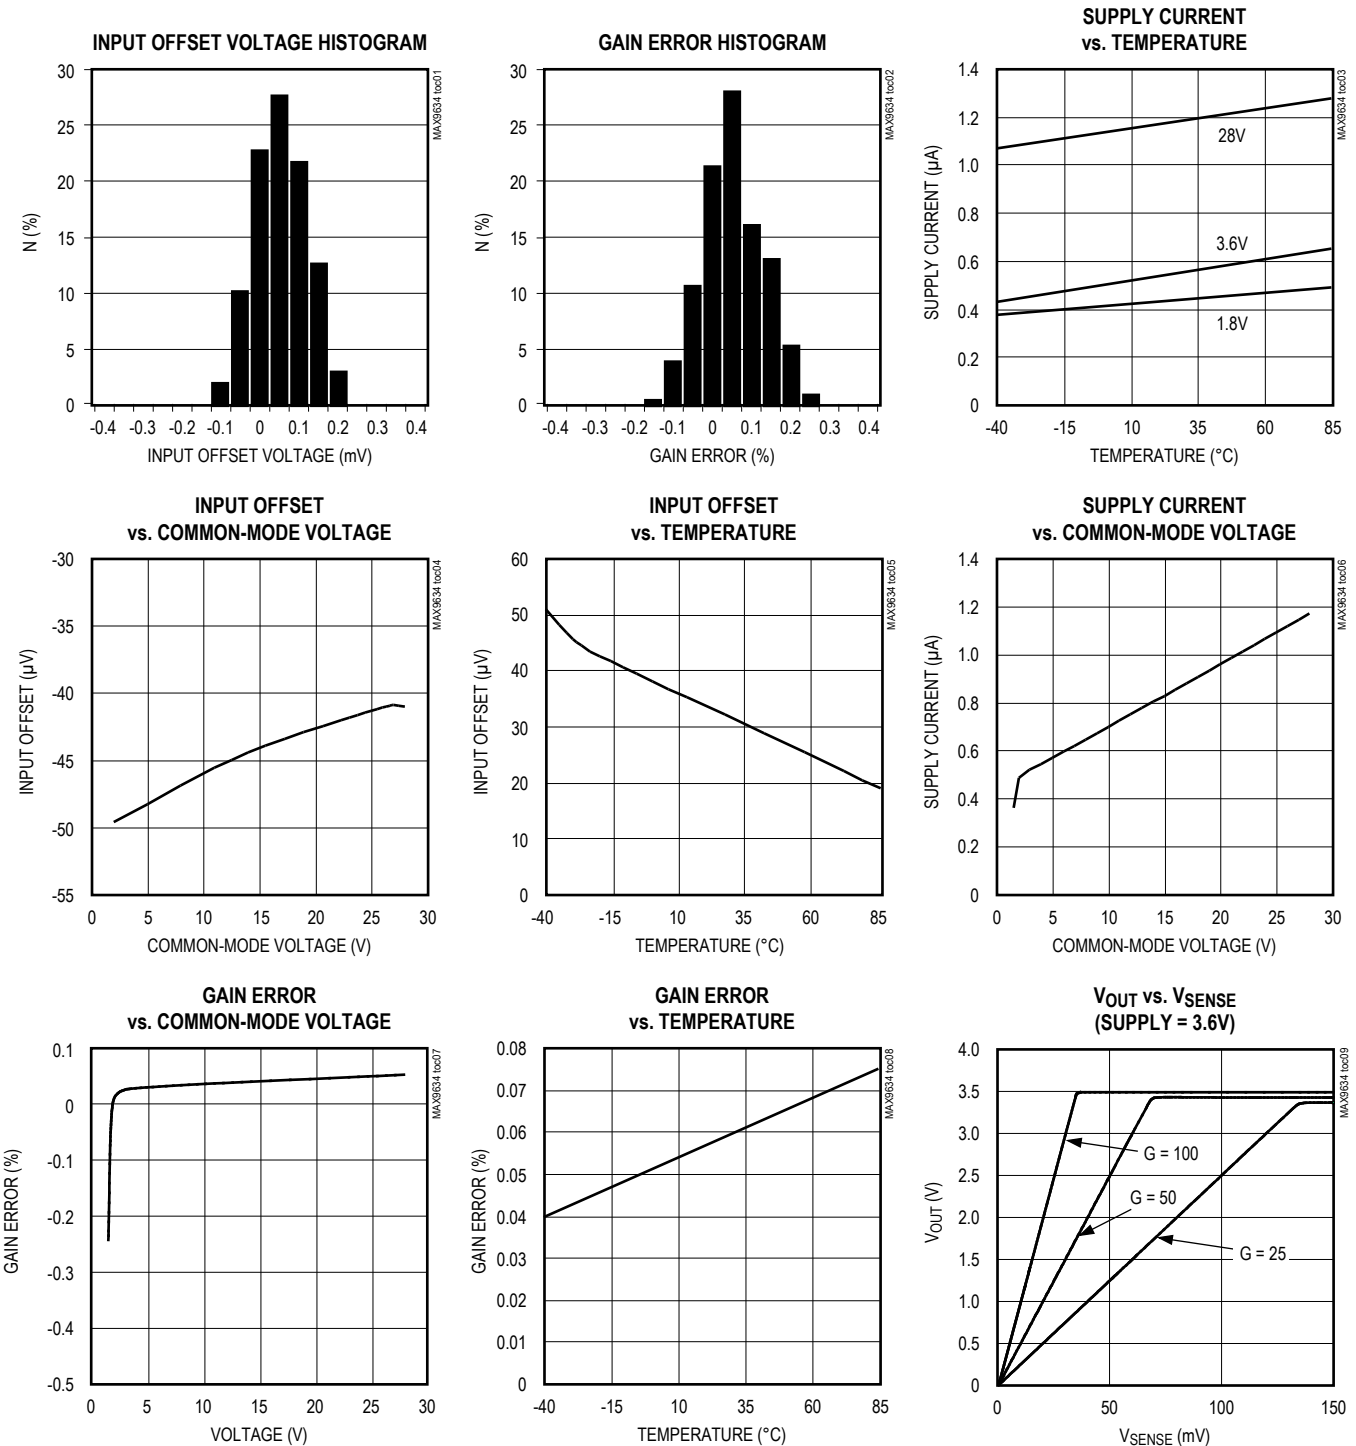 INPUT OFFSET VOLTAGE HISTOGRAM
MAX9634 toc01
30
25
20
15
10
5
0
N (%)
-0.4 -0.3 -0.2 -0.1 0 0.1 0.2 0.3 0.4
INPUT OFFSET VOLTAGE (mV)
GAIN ERROR HISTOGRAM
MAX9634 toc02
30
25
20
15
10
5
0
N (%)
-0.4 -0.3 -0.2 -0.1 0 0.1 0.2 0.3 0.4
GAIN ERROR (%)
SUPPLY CURRENT
vs. TEMPERATURE
MAX9634 toc03
1.4
1.2
1.0
0.8
0.6
0.4
0.2
0
SUPPLY CURRENT (µA)
28V
3.6V
1.8V
-40 -15 10 35 60 85
TEMPERATURE (°C)
INPUT OFFSET
vs. COMMON-MODE VOLTAGE
MAX9634 toc04
-30
-35
-40
-45
-50
-55
INPUT OFFSET (µV)
0 5 10 15 20 25 30
COMMON-MODE VOLTAGE (V)
INPUT OFFSET
vs. TEMPERATURE
MAX9634 toc05
60
50
40
30
20
10
0
INPUT OFFSET (µV)
-40 -15 10 35 60 85
TEMPERATURE (°C)
SUPPLY CURRENT
vs. COMMON-MODE VOLTAGE
MAX9634 toc06
1.4
1.2
1.0
0.8
0.6
0.4
0.2
0
SUPPLY CURRENT (µA)
0 5 10 15 20 25 30
COMMON-MODE VOLTAGE (V)
GAIN ERROR
vs. COMMON-MODE VOLTAGE
MAX9634 toc07
0.1
0
-0.1
-0.2
-0.3
-0.4
-0.5
GAIN ERROR (%)
0 5 10 15 20 25 30
VOLTAGE (V)
GAIN ERROR
vs. TEMPERATURE
MAX9634 toc08
0.08
0.07
0.06
0.05
0.04
0.03
0.02
0.01
0
GAIN ERROR (%)
-40 -15 10 35 60 85
TEMPERATURE (°C)
VOUT vs. VSENSE
(SUPPLY = 3.6V)
MAX9634 toc09
4.0
3.5
3.0
2.5
2.0
1.5
1.0
0.5
0
VOUT (V)
G = 100
G = 50
G = 25
0 50 100 150
VSENSE (mV)